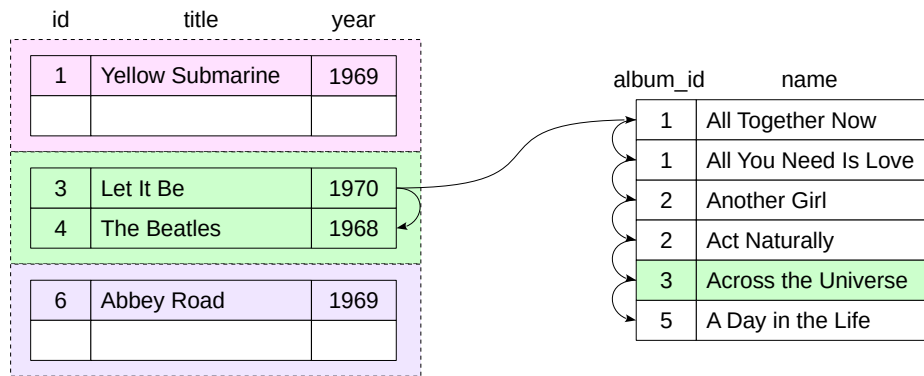 id title year
1 Yellow Submarine 1969
3 Let It Be 1970
4 The Beatles 1968
6 Abbey Road 1969
album_id name
1 All Together Now
1 All You Need Is Love
2 Another Girl
2 Act Naturally
3 Across the Universe
5 A Day in the Life